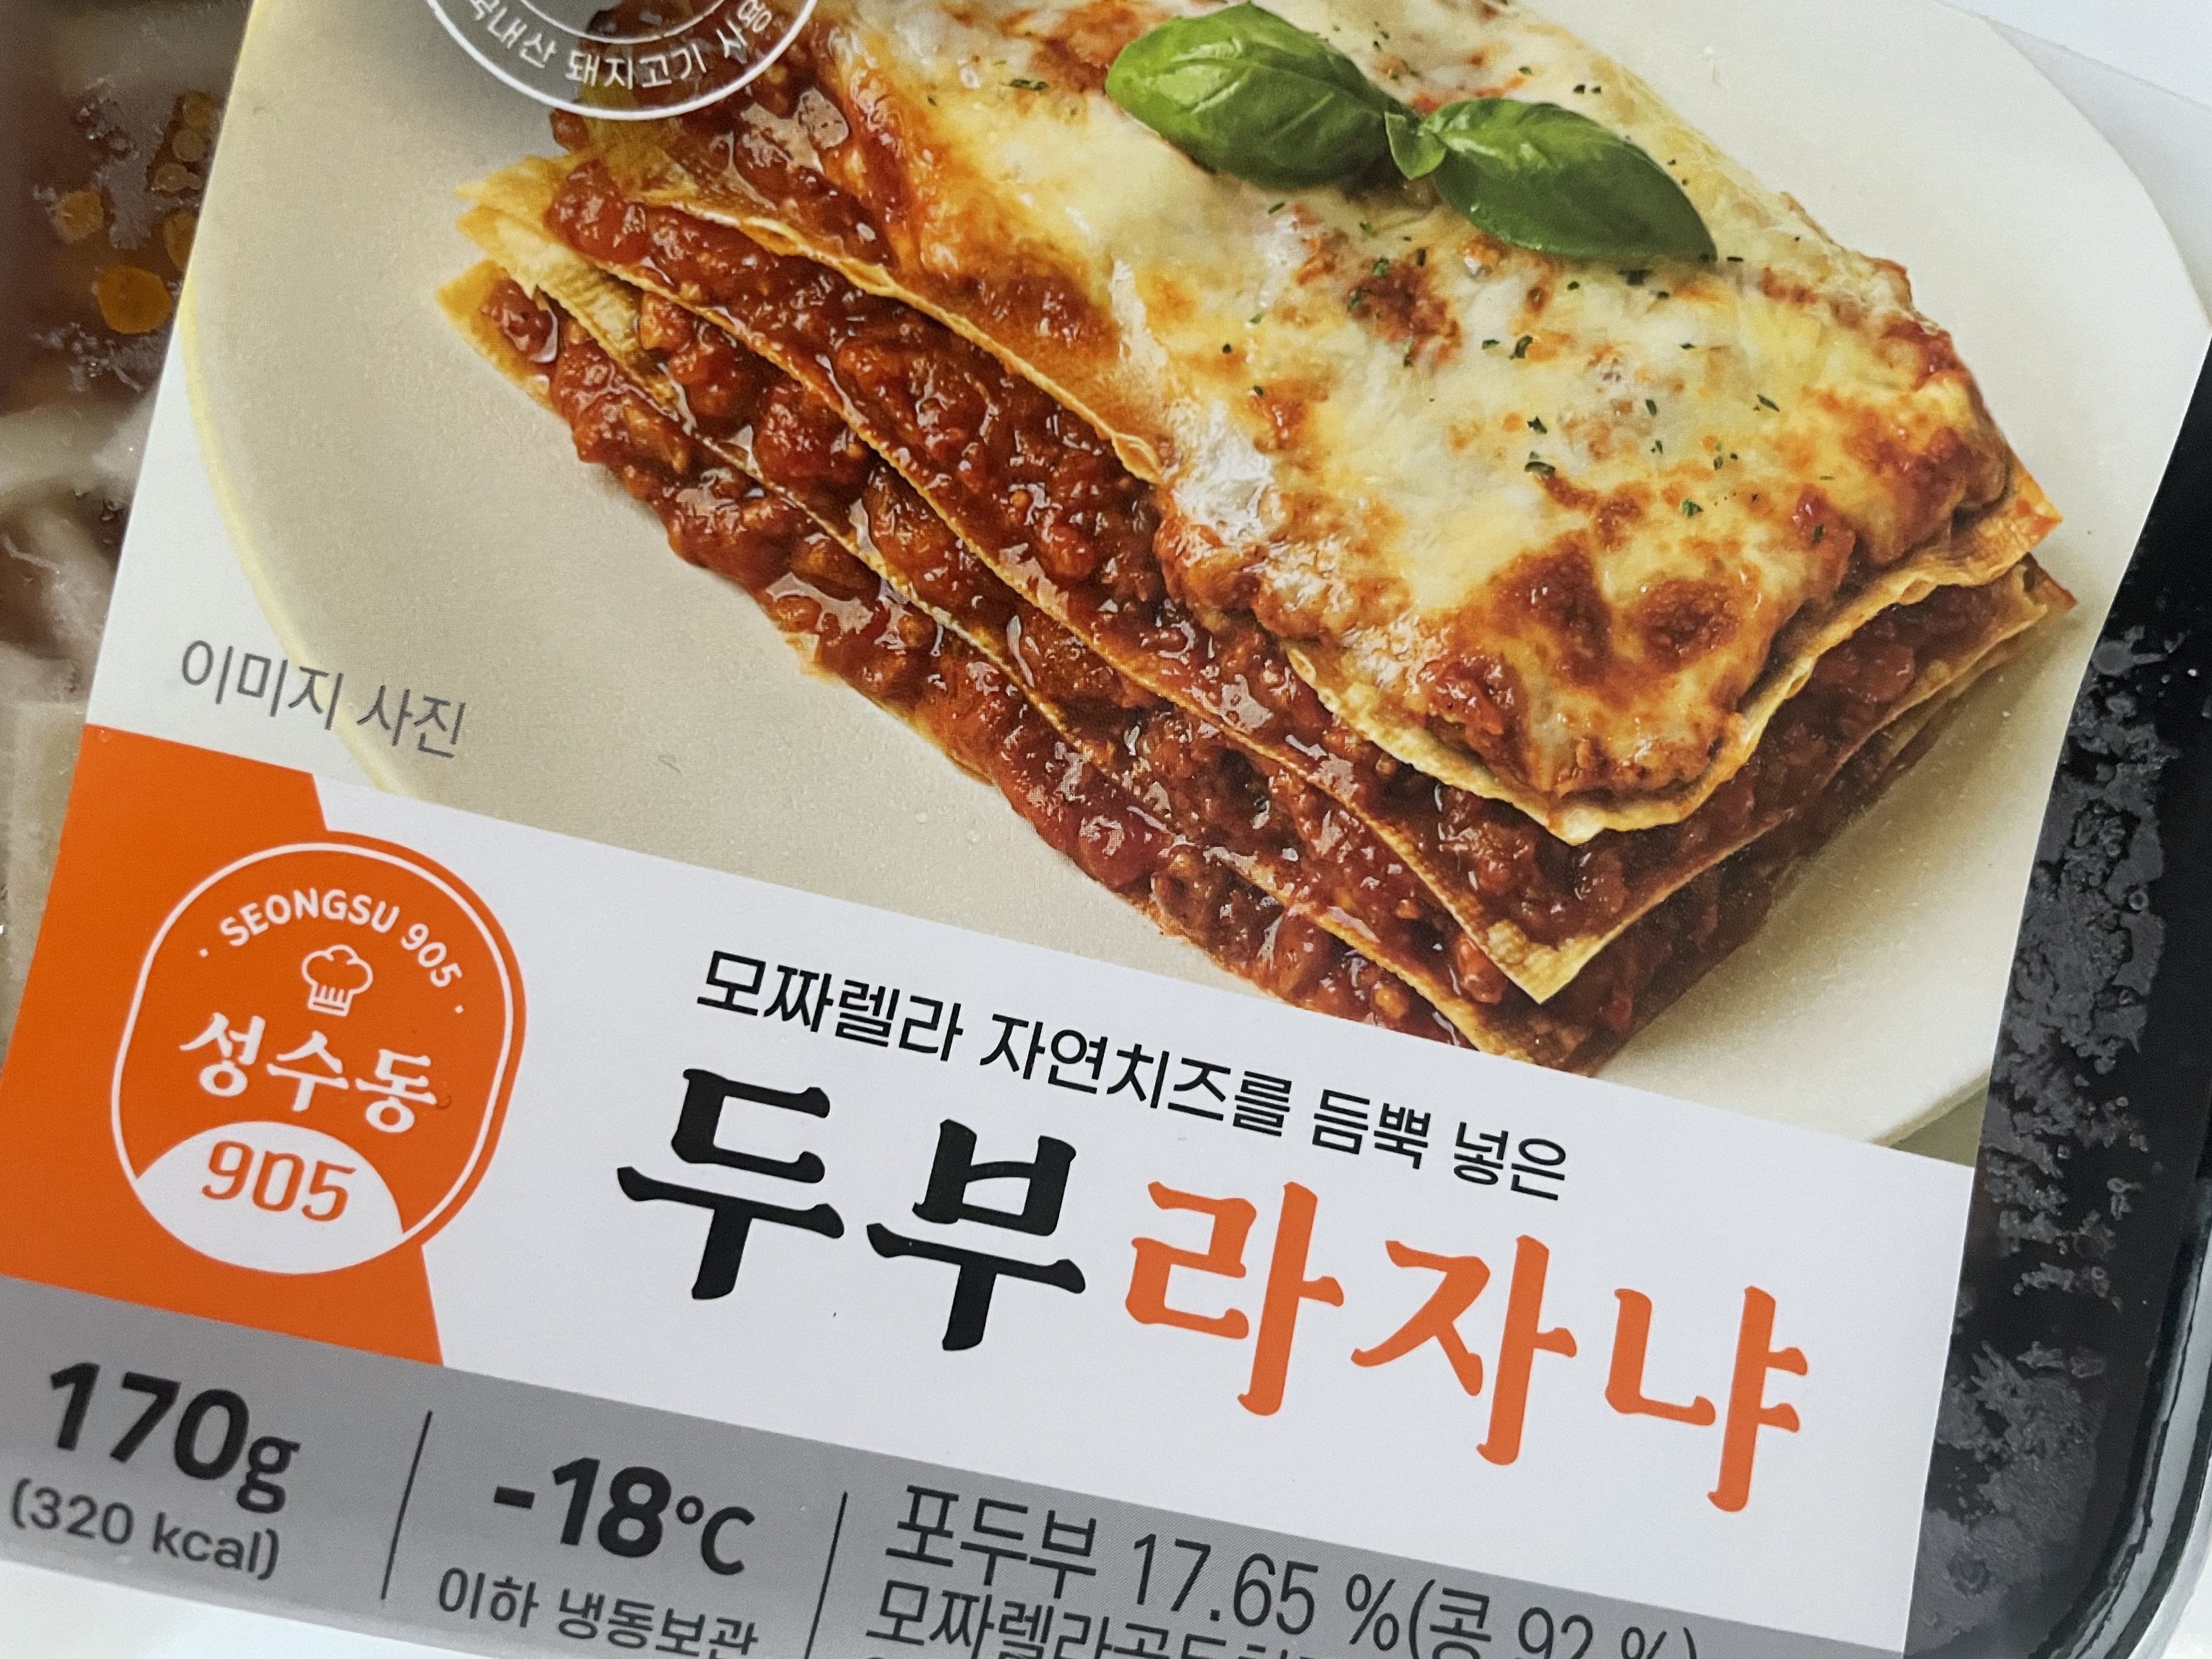 국내산 돼지고기 사용
이미지 사진
· SEONGSU 905 ·
성수동
905
모짜렐라 자연치즈를 듬뿍 넣은
두부라자냐
170g
(320 kcal)
-18℃
이하 냉동보관
포두부 17.65 %(콩 92 %)